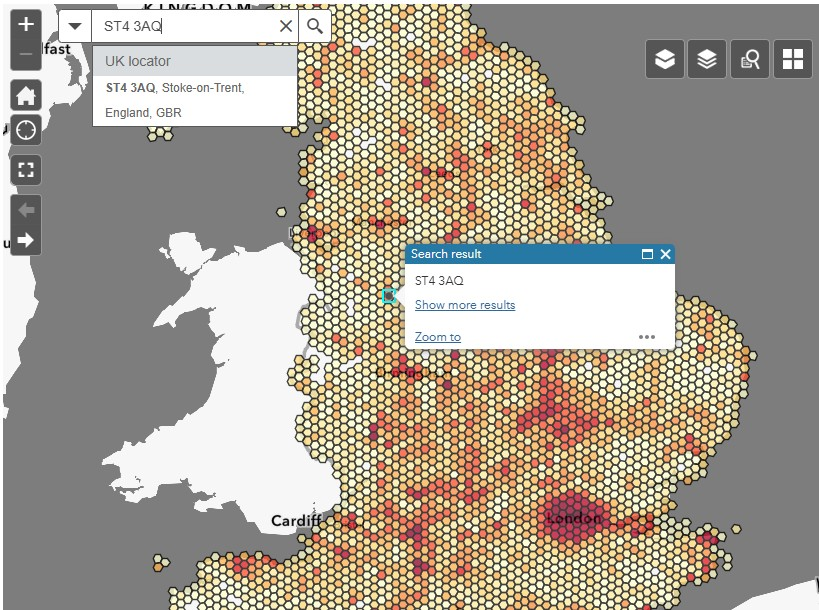 KINGDOM
ST4 3AQ
fast
UK locator
ST4 3AQ, Stoke-on-Trent,
England, GBR
Search result
ST4 3AQ
Show more results
Zoom to
Cardiff
London